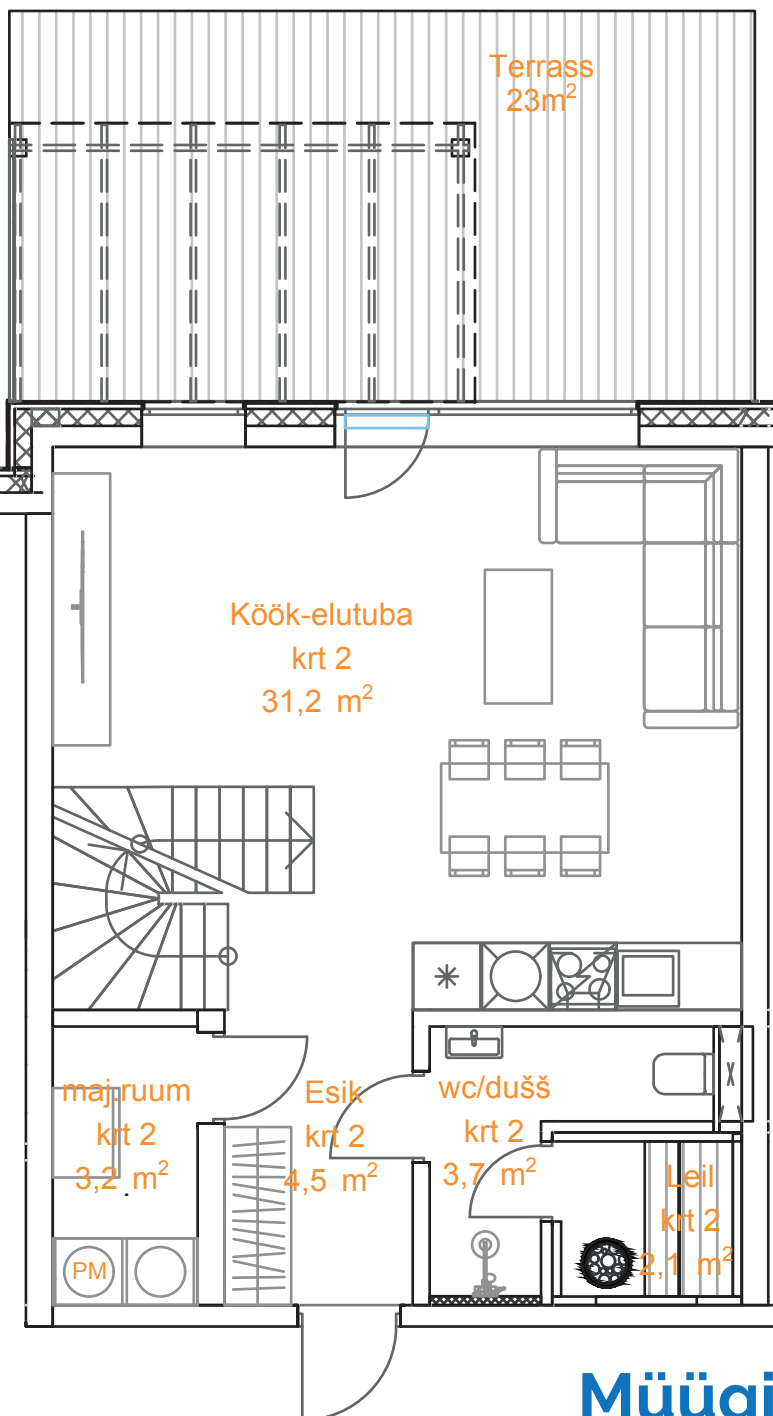 Terrass
23m²
Köök-elutuba
krt 2
31,2 m²
maj.ruum
krt 2
3,2 m²
Esik
krt 2
4,5 m²
wc/dušš
krt 2
3,7 m²
Leil
krt 2
2,1 m²
PM
Müügi